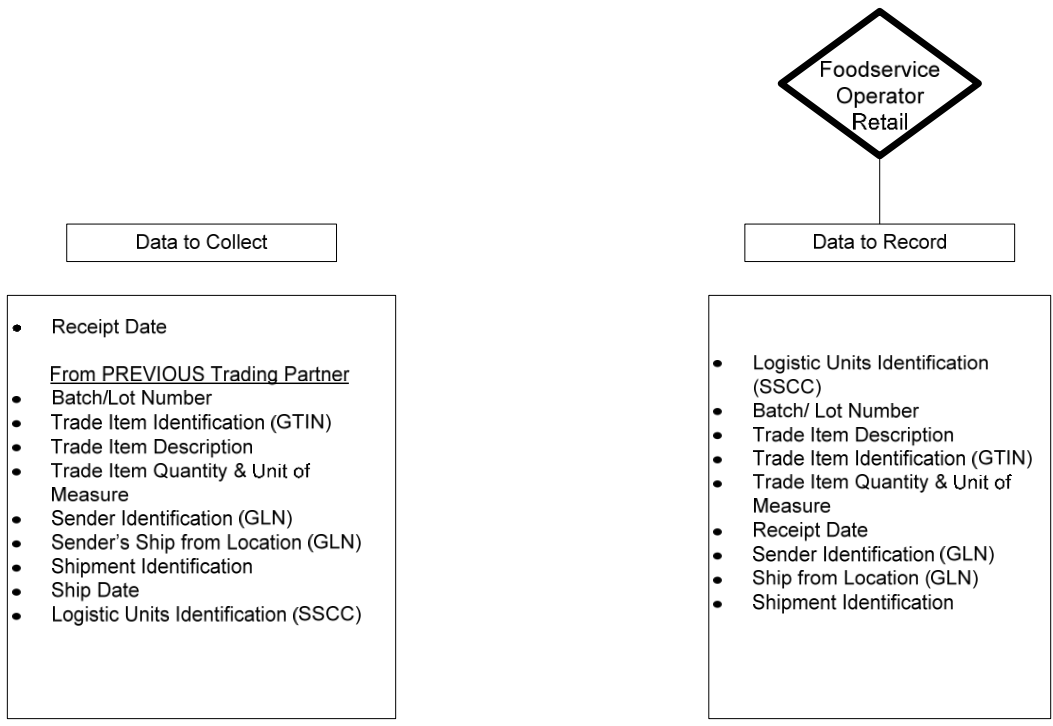 Foodservice
Operator
Retail
Data to Collect
Data to Record
• Receipt Date
From PREVIOUS Trading Partner
• Batch/Lot Number
• Trade Item Identification (GTIN)
• Trade Item Description
• Trade Item Quantity & Unit of
Measure
• Sender Identification (GLN)
• Sender's Ship from Location (GLN)
• Shipment Identification
• Ship Date
• Logistic Units Identification (SSCC)
• Logistic Units Identification
(SSCC)
• Batch/ Lot Number
• Trade Item Description
• Trade Item Identification (GTIN)
• Trade Item Quantity & Unit of
Measure
• Receipt Date
• Sender Identification (GLN)
• Ship from Location (GLN)
• Shipment Identification